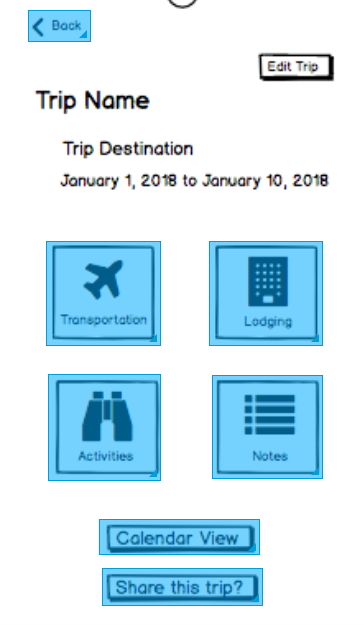 Back
Edit Trip
Trip Name
Trip Destination
January 1, 2018 to January 10, 2018
Transportation
Lodging
Activities
Notes
Calendar View
Share this trip?